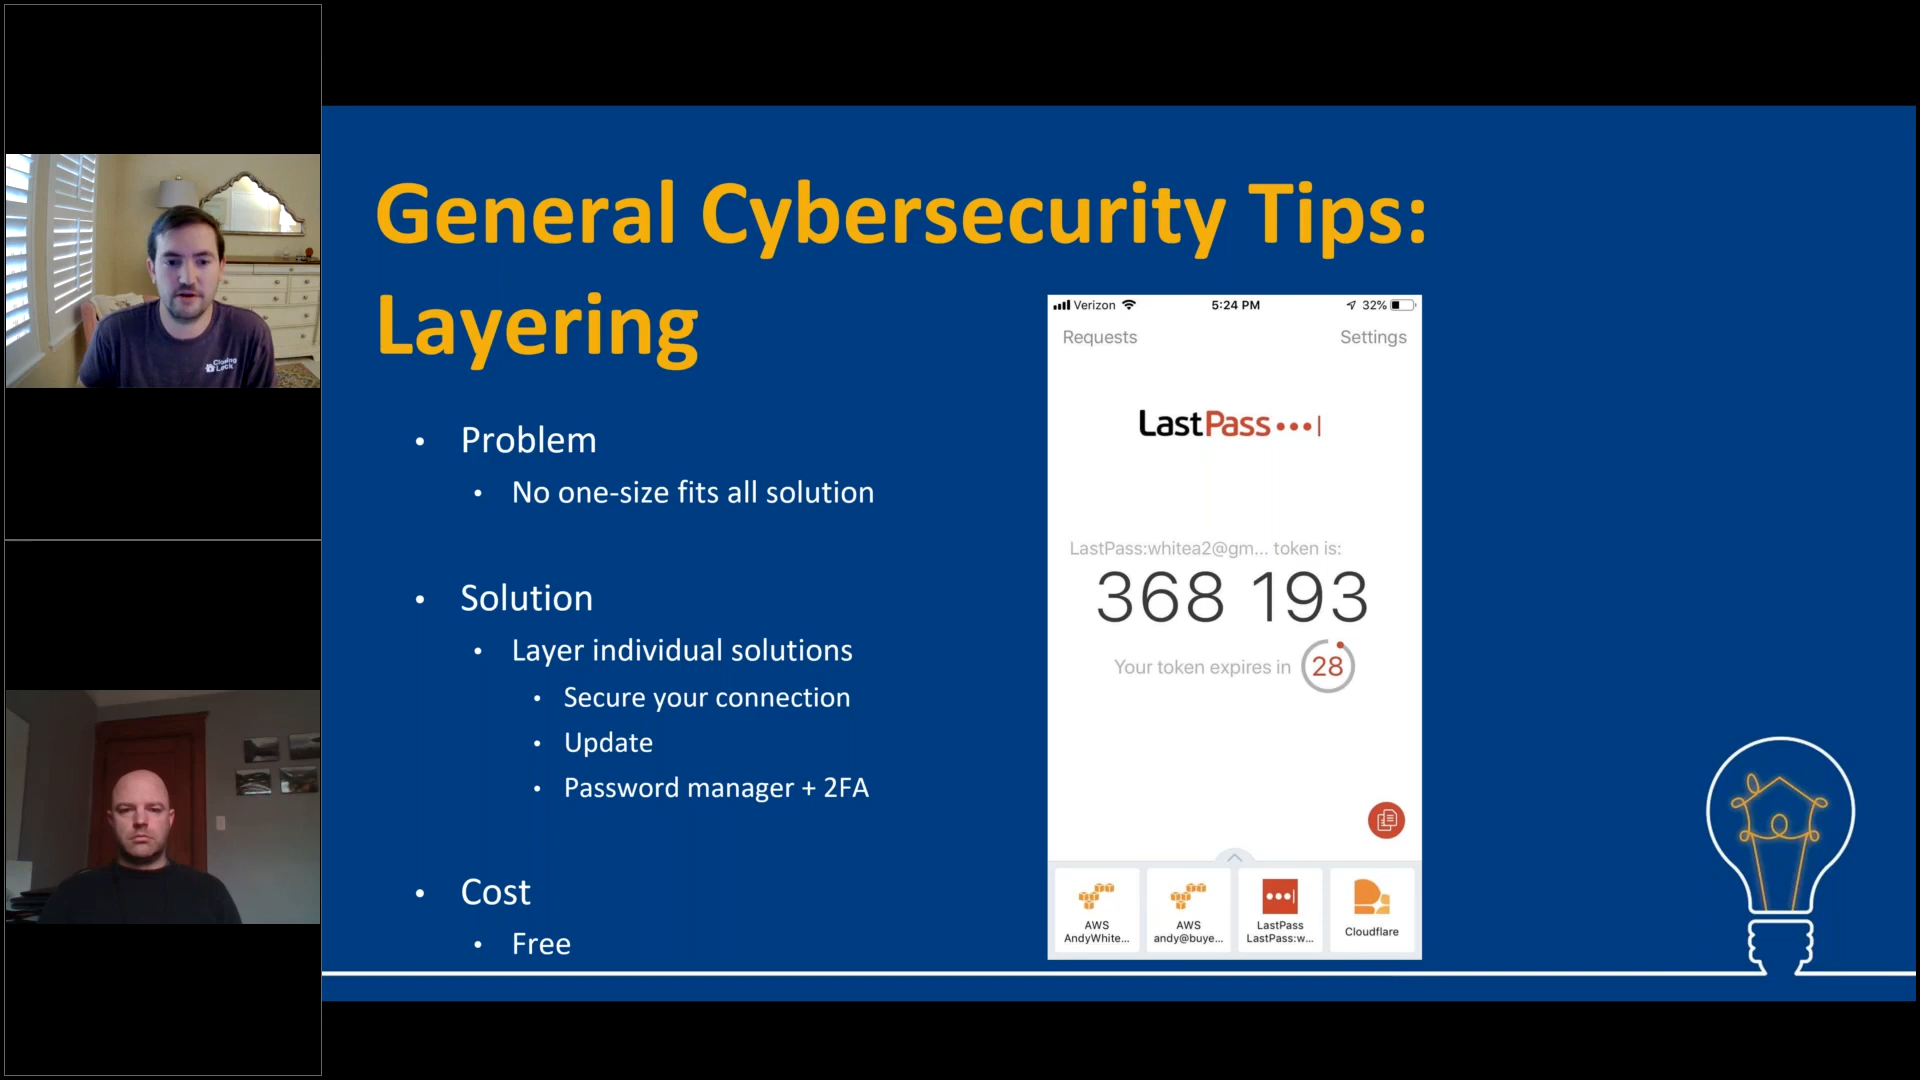 General Cybersecurity Tips:
Layering
• Problem
• No one-size fits all solution
• Solution
• Layer individual solutions
• Secure your connection
• Update
• Password manager + 2FA
• Cost
• Free
Verizon 5:24 PM 32%
Requests Settings
LastPass•••|
LastPass:whitea2@gm... token is:
368 193
Your token expires in 28
AWS
AndyWhite...
AWS
andy@buye...
LastPass
LastPass:w...
Cloudflare
Closing
Lock